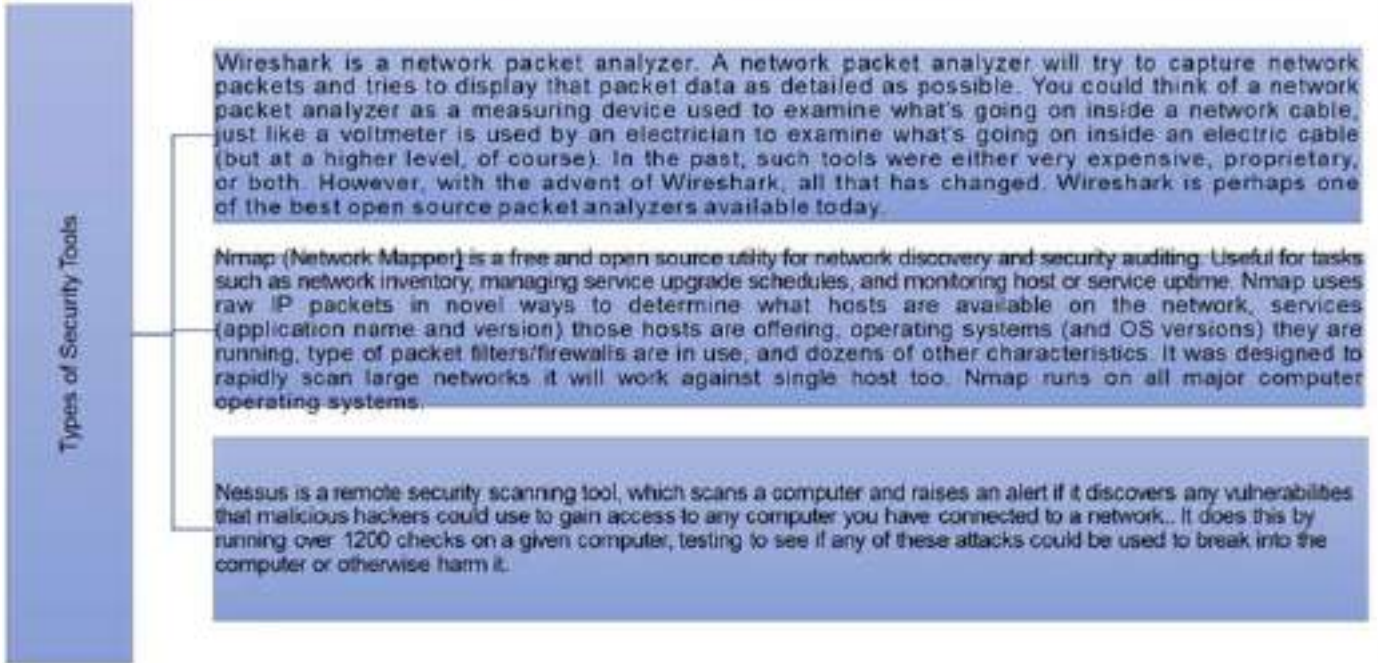 Types of Security Tools
Wireshark is a network packet analyzer. A network packet analyzer will try to capture network
packets and tries to display that packet data as detailed as possible. You could think of a network
packet analyzer as a measuring device used to examine what's going on inside a network cable,
just like a voltmeter is used by an electrician to examine what's going on inside an electric cable
(but at a higher level, of course). In the past, such tools were either very expensive, proprietary,
or both. However, with the advent of Wireshark, all that has changed. Wireshark is perhaps one
of the best open source packet analyzers available today.
Nmap (Network Mapper) is a free and open source utility for network discovery and security auditing. Useful for tasks
such as network inventory, managing service upgrade schedules, and monitoring host or service uptime. Nmap uses
raw IP packets in novel ways to determine what hosts are available on the network, services
(application name and version) those hosts are offering, operating systems (and OS versions) they are
running, type of packet filters/firewalls are in use, and dozens of other characteristics. It was designed to
rapidly scan large networks it will work against single host too. Nmap runs on all major computer
operating systems.
Nessus is a remote security scanning tool, which scans a computer and raises an alert if it discovers any vulnerabilities
that malicious hackers could use to gain access to any computer you have connected to a network.. It does this by
running over 1200 checks on a given computer, testing to see if any of these attacks could be used to break into the
computer or otherwise harm it.